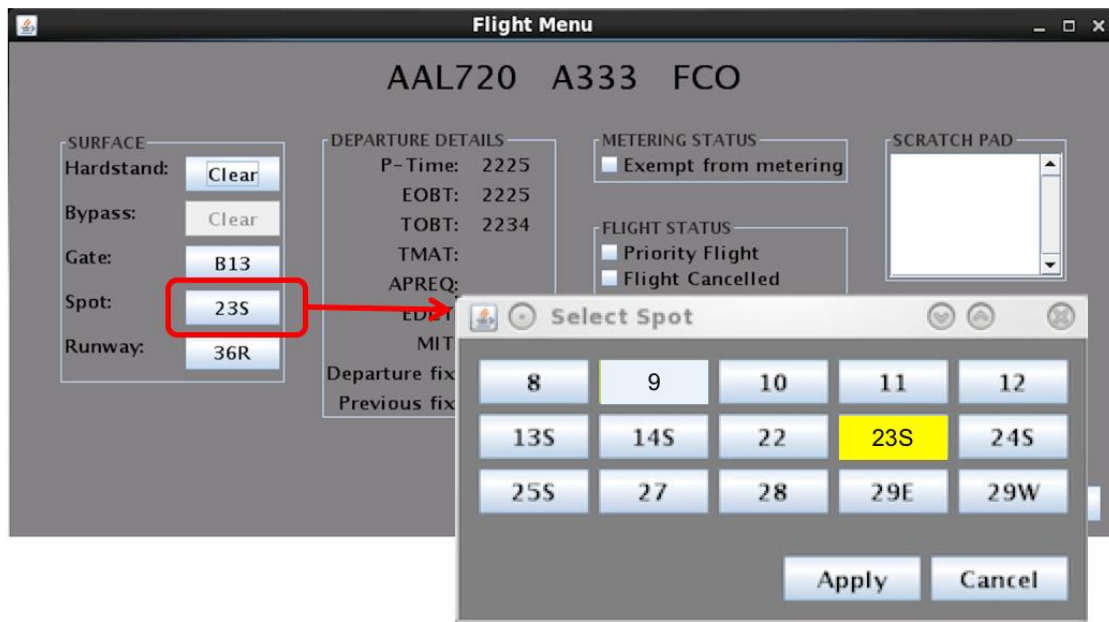 Flight Menu
AAL720 A333 FCO
SURFACE
Hardstand: Clear
Bypass: Clear
Gate: B13
Spot: 23S
Runway: 36R
DEPARTURE DETAILS
P-Time: 2225
EOBT: 2225
TOBT: 2234
TMAT:
APREQ:
MIT
Departure fix
Previous fix
METERING STATUS
Exempt from metering
FLIGHT STATUS
Priority Flight
Flight Cancelled
SCRATCH PAD
Select Spot
8 9 10 11 12
13S 14S 22 23S 24S
25S 27 28 29E 29W
Apply Cancel